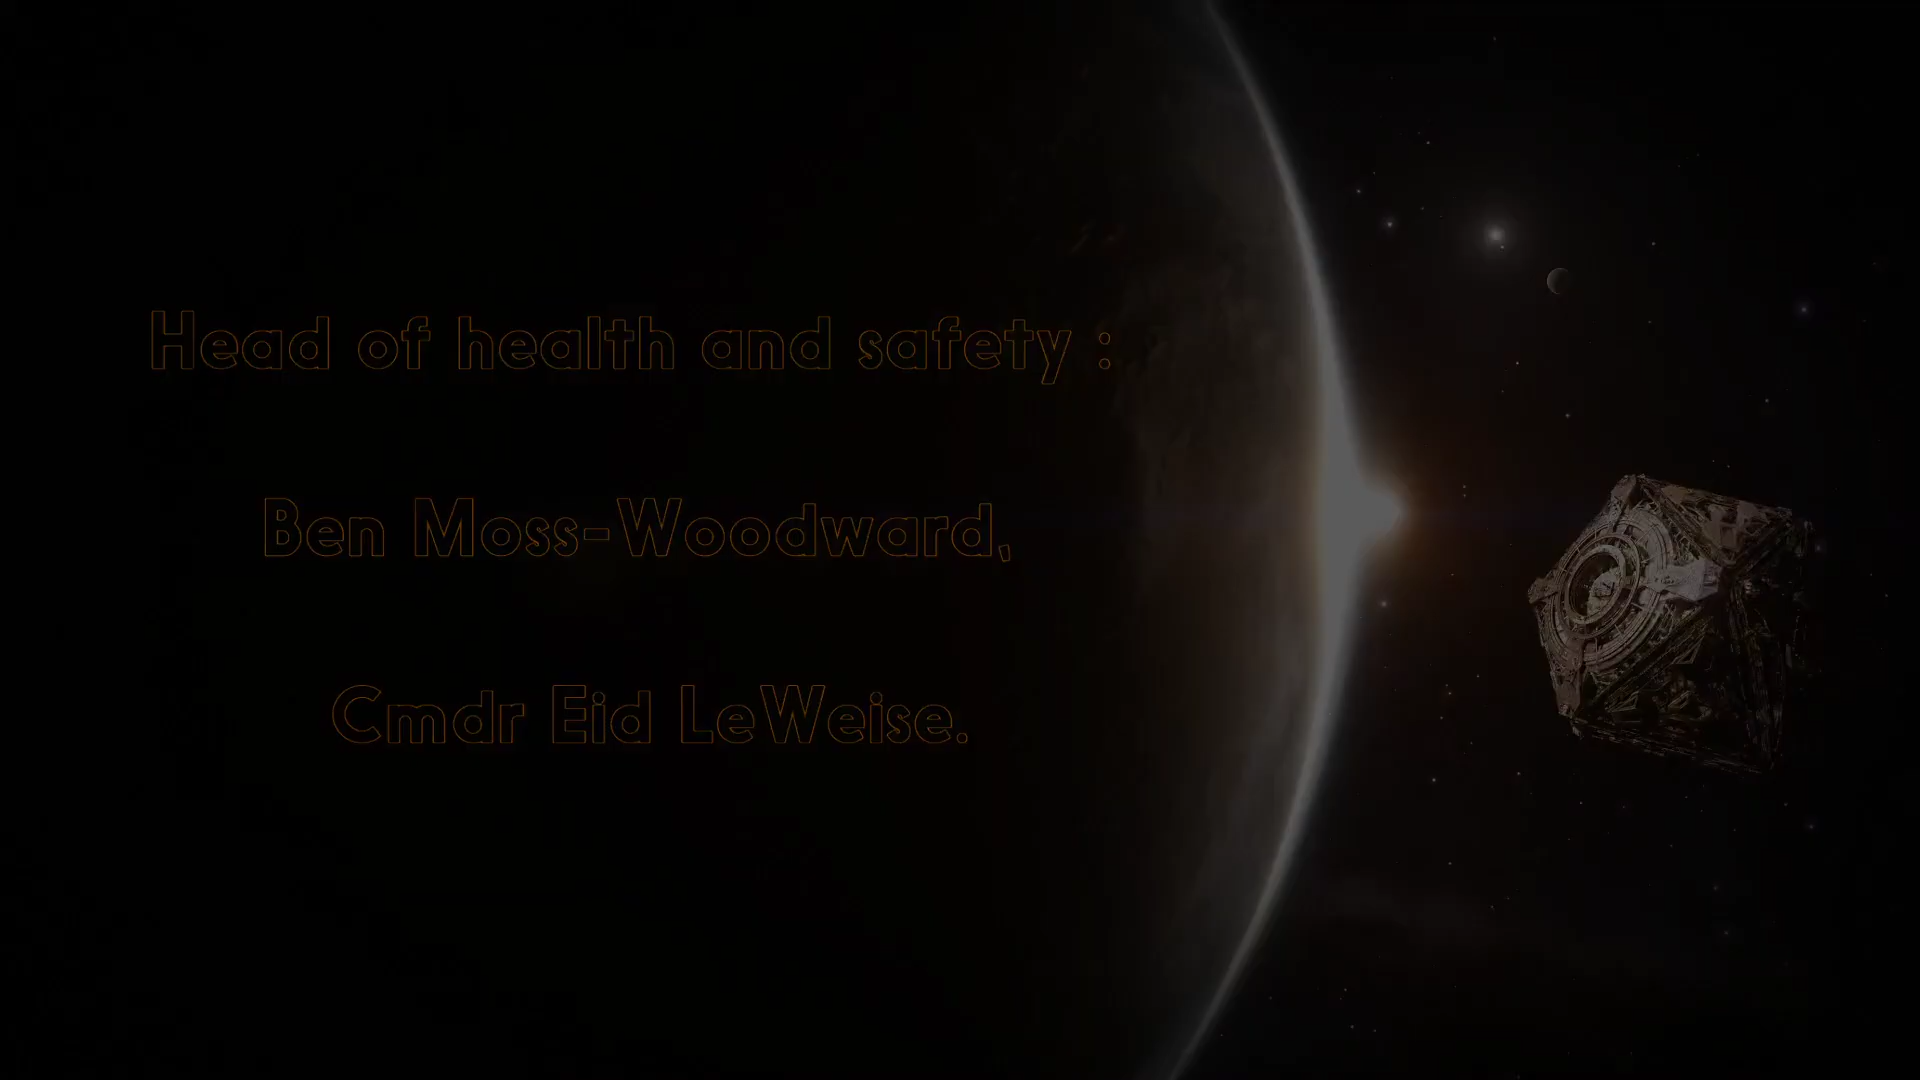 Head of health and safety :
Ben Moss-Woodward,
Cmdr Eid LeWeise.